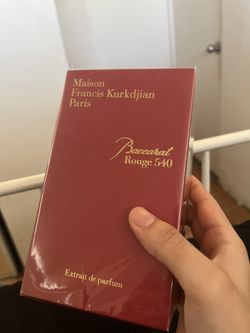 Maison
Francis Kurkdjian
Paris
Baccarat
Rouge 540
Extrait de parfum